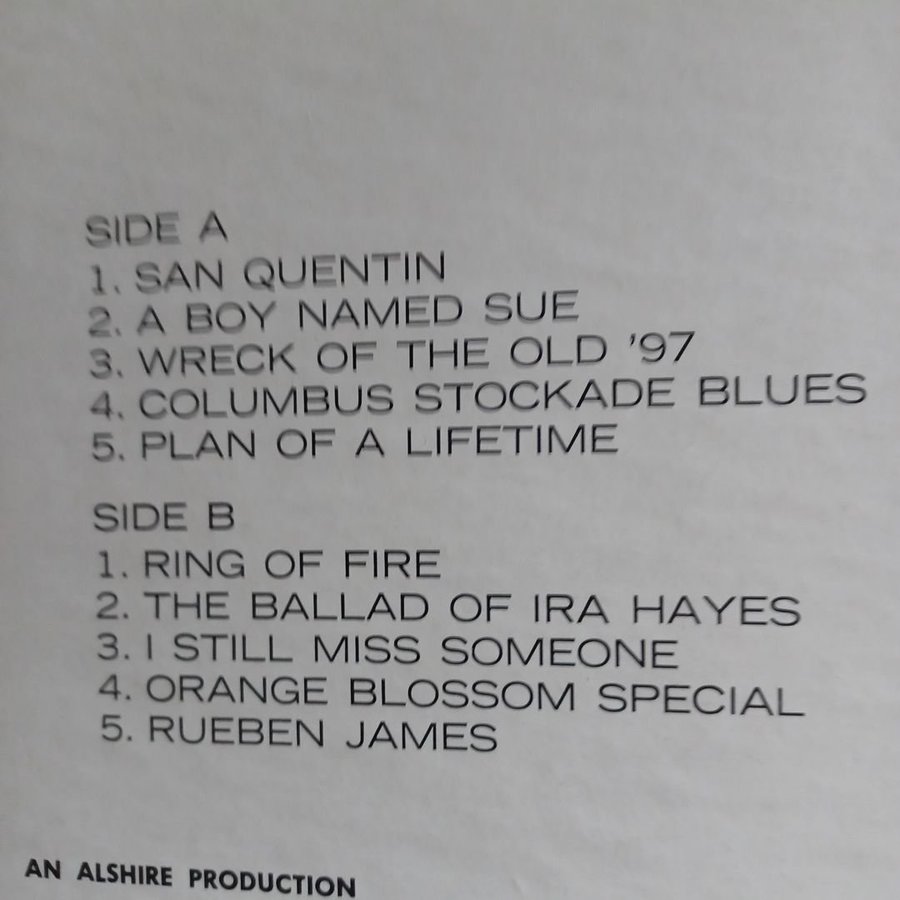 SIDE A
1. SAN QUENTIN
2. A BOY NAMED SUE
3. WRECK OF THE OLD '97
4. COLUMBUS STOCKADE BLUES
5. PLAN OF A LIFETIME
SIDE B
1. RING OF FIRE
2. THE BALLAD OF IRA HAYES
3. I STILL MISS SOMEONE
4. ORANGE BLOSSOM SPECIAL
5. RUEBEN JAMES
AN ALSHIRE PRODUCTION